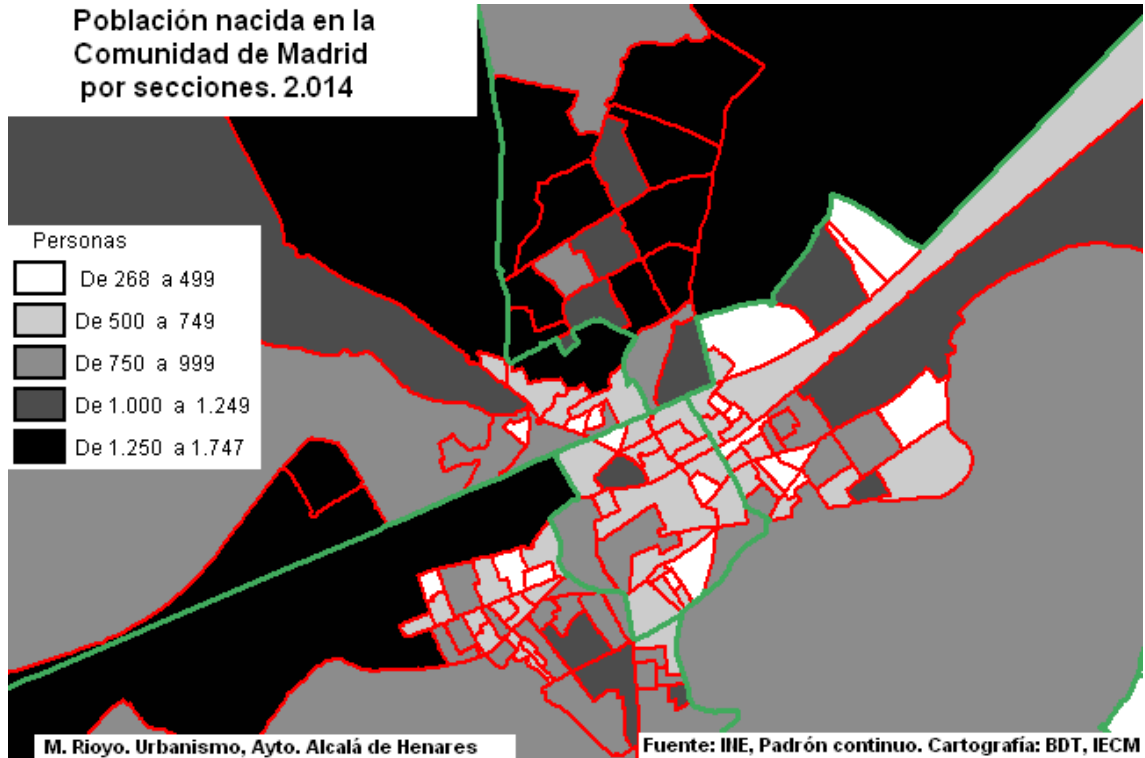 Población nacida en la
Comunidad de Madrid
por secciones. 2.014
Personas
De 268 a 499
De 500 a 749
De 750 a 999
De 1.000 a 1.249
De 1.250 a 1.747
M. Rioyo. Urbanismo, Ayto. Alcalá de Henares
Fuente: INE, Padrón continuo. Cartografía: BDT, IECM